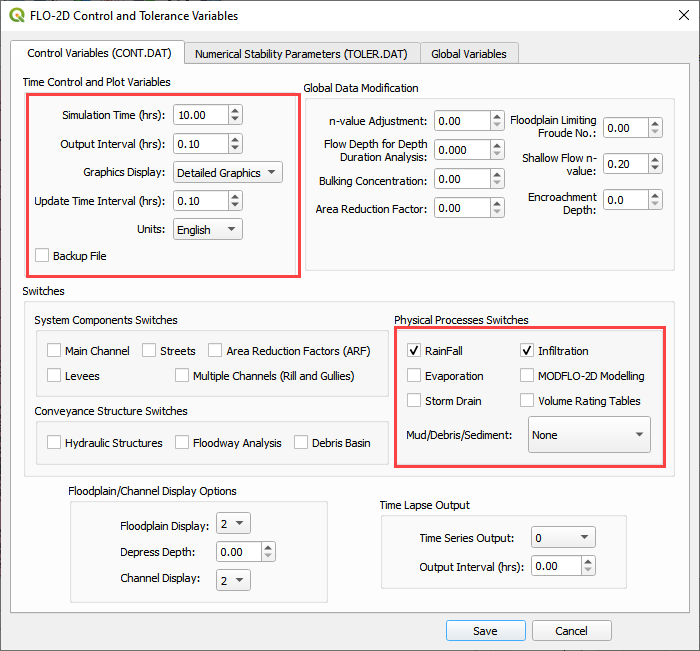 FLO-2D Control and Tolerance Variables
Control Variables (CONT.DAT)
Numerical Stability Parameters (TOLER.DAT)
Global Variables
Time Control and Plot Variables
Simulation Time (hrs): 10.00
Output Interval (hrs): 0.10
Graphics Display: Detailed Graphics
Update Time Interval (hrs): 0.10
Units: English
Backup File
Global Data Modification
n-value Adjustment: 0.00
Flow Depth for Depth
Duration Analysis: 0.000
Bulking Concentration: 0.00
Area Reduction Factor: 0.00
Floodplain Limiting
Froude No.: 0.00
Shallow Flow n-
value: 0.20
Encroachment
Depth: 0.0
Switches
System Components Switches
Main Channel
Streets
Area Reduction Factors (ARF)
Levees
Multiple Channels (Rill and Gullies)
Conveyance Structure Switches
Hydraulic Structures
Floodway Analysis
Debris Basin
Physical Processes Switches
RainFall
Infiltration
Evaporation
MODFLO-2D Modelling
Storm Drain
Volume Rating Tables
Mud/Debris/Sediment: None
Floodplain/Channel Display Options
Floodplain Display: 2
Depress Depth: 0.00
Channel Display: 2
Time Lapse Output
Time Series Output: 0
Output Interval (hrs): 0.00
Save
Cancel